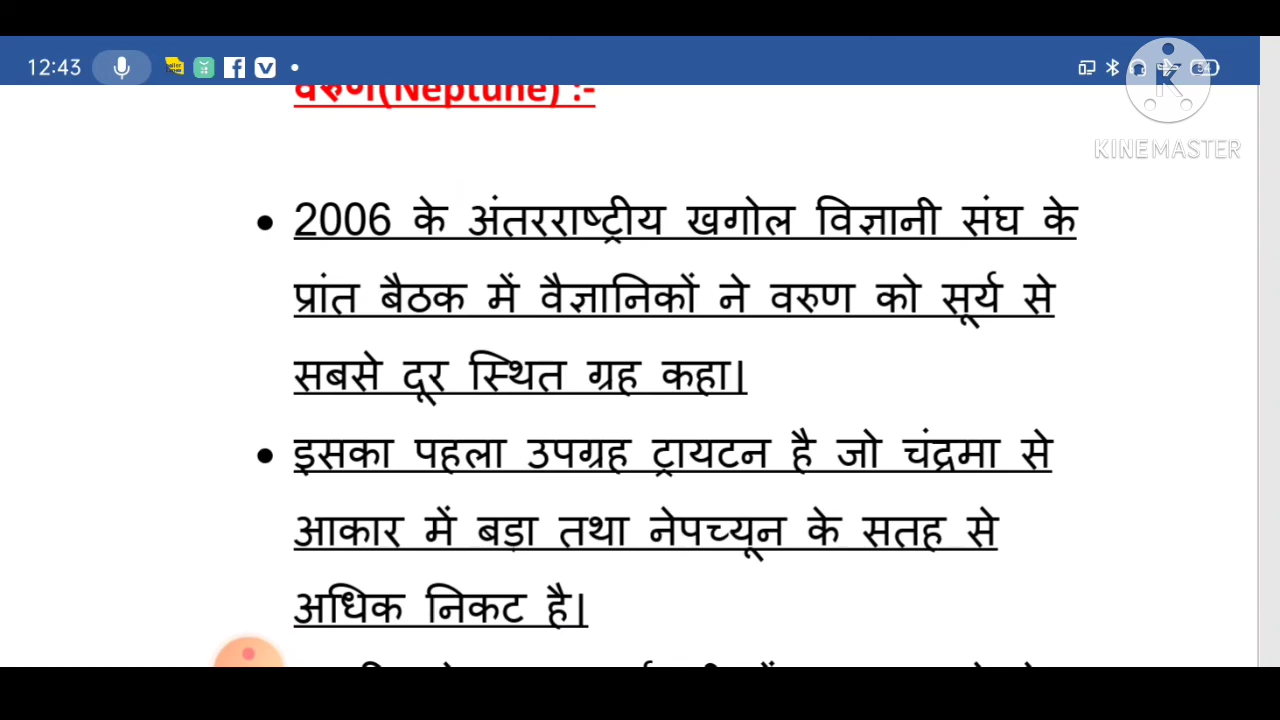 12:43
54
KINEMASTER
वरुण(Neptune) :-
• 2006 के अंतरराष्ट्रीय खगोल विज्ञानी संघ के
प्रांत बैठक में वैज्ञानिकों ने वरुण को सूर्य से
सबसे दूर स्थित ग्रह कहा।
• इसका पहला उपग्रह ट्रायटन है जो चंद्रमा से
आकार में बड़ा तथा नेपच्यून के सतह से
अधिक निकट है।